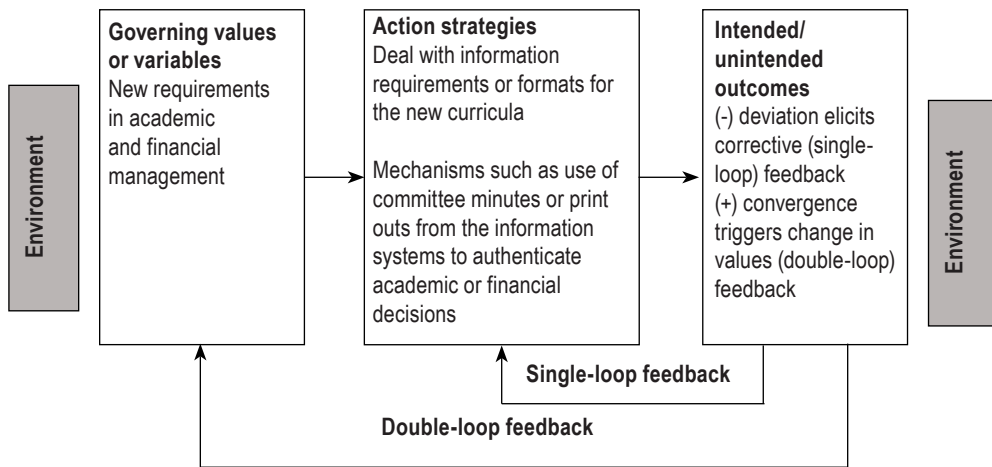 Environment
Governing values
or variables
New requirements
in academic
and financial
management
Action strategies
Deal with information
requirements or formats for
the new curricula
Mechanisms such as use of
committee minutes or print
outs from the information
systems to authenticate
academic or financial
decisions
Intended/
unintended
outcomes
(-) deviation elicits
corrective (single-
loop) feedback
(+) convergence
triggers change in
values (double-loop)
feedback
Environment
Single-loop feedback
Double-loop feedback